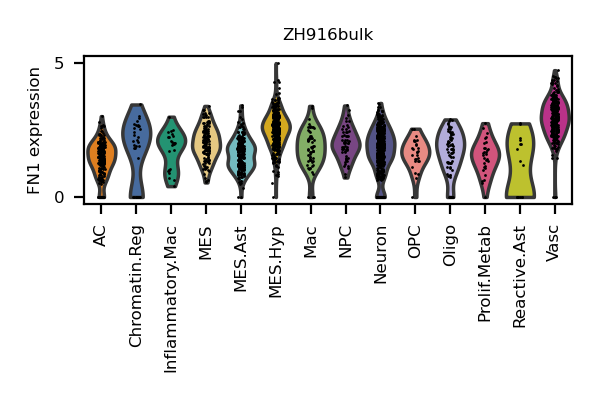 ZH916bulk
FN1 expression
5
0
AC
Chromatin.Reg
Inflammatory.Mac
MES
MES.Ast
MES.Hyp
Mac
NPC
Neuron
OPC
Oligo
Prolif.Metab
Reactive.Ast
Vasc